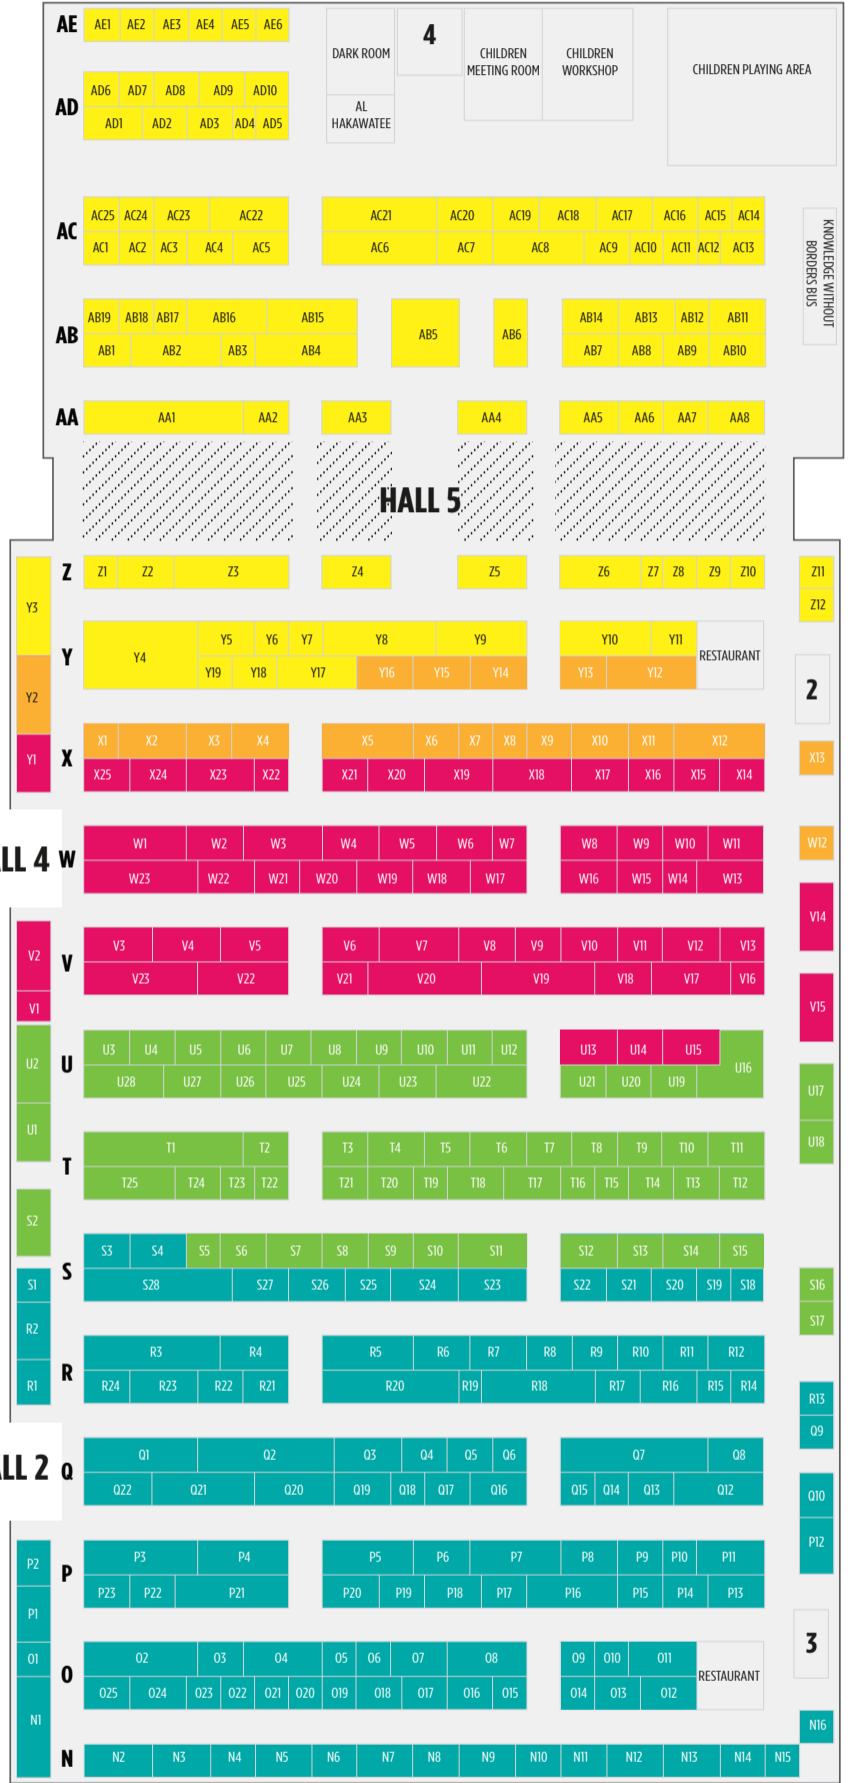 AE AE1 AE2 AE3 AE4 AE5 AE6
DARK ROOM
4
CHILDREN
MEETING ROOM
CHILDREN
WORKSHOP
CHILDREN PLAYING AREA
AL
HAKAWATEE
AD
AD6 AD7 AD8 AD9 AD10
AD1 AD2 AD3 AD4 AD5
AC
AC25 AC24 AC23 AC22 AC21 AC20 AC19 AC18 AC17 AC16 AC15 AC14
AC1 AC2 AC3 AC4 AC5 AC6 AC7 AC8 AC9 AC10 AC11 AC12 AC13
KNOWLEDGE WITHOUT
BORDERS BUS
AB
AB19 AB18 AB17 AB16 AB15 AB5 AB6 AB14 AB13 AB12 AB11
AB1 AB2 AB3 AB4 AB7 AB8 AB9 AB10
AA AA1 AA2 AA3 AA4 AA5 AA6 AA7 AA8
HALL 5
Z Z1 Z2 Z3 Z4 Z5 Z6 Z7 Z8 Z9 Z10 Z11
Z12
Y3
Y
Y4 Y5 Y6 Y7 Y8 Y9 Y10 Y11 RESTAURANT
Y19 Y18 Y17 Y16 Y15 Y14 Y13 Y12
Y2
2
Y1
X
X1 X2 X3 X4 X5 X6 X7 X8 X9 X10 X11 X12 X13
X25 X24 X23 X22 X21 X20 X19 X18 X17 X16 X15 X14
ALL 4
W
W1 W2 W3 W4 W5 W6 W7 W8 W9 W10 W11 W12
W23 W22 W21 W20 W19 W18 W17 W16 W15 W14 W13
V14
V2
V
V3 V4 V5 V6 V7 V8 V9 V10 V11 V12 V13
V23 V22 V21 V20 V19 V18 V17 V16
V1
V15
U2
U
U3 U4 U5 U6 U7 U8 U9 U10 U11 U12 U13 U14 U15 U16
U28 U27 U26 U25 U24 U23 U22 U21 U20 U19
U17
U1
U18
T
T1 T2 T3 T4 T5 T6 T7 T8 T9 T10 T11
T25 T24 T23 T22 T21 T20 T19 T18 T17 T16 T15 T14 T13 T12
S2
S
S3 S4 S5 S6 S7 S8 S9 S10 S11 S12 S13 S14 S15
S1 S28 S27 S26 S25 S24 S23 S22 S21 S20 S19 S18 S16
S17
R2
R
R3 R4 R5 R6 R7 R8 R9 R10 R11 R12
R1 R24 R23 R22 R21 R20 R19 R18 R17 R16 R15 R14 R13
Q9
ALL 2
Q
Q1 Q2 Q3 Q4 Q5 Q6 Q7 Q8
Q22 Q21 Q20 Q19 Q18 Q17 Q16 Q15 Q14 Q13 Q12 Q10
P12
P2
P
P3 P4 P5 P6 P7 P8 P9 P10 P11
P23 P22 P21 P20 P19 P18 P17 P16 P15 P14 P13
P1
3
O1
O
O2 O3 O4 O5 O6 O7 O8 O9 O10 O11 RESTAURANT
O25 O24 O23 O22 O21 O20 O19 O18 O17 O16 O15 O14 O13 O12
N1
N16
N N2 N3 N4 N5 N6 N7 N8 N9 N10 N11 N12 N13 N14 N15